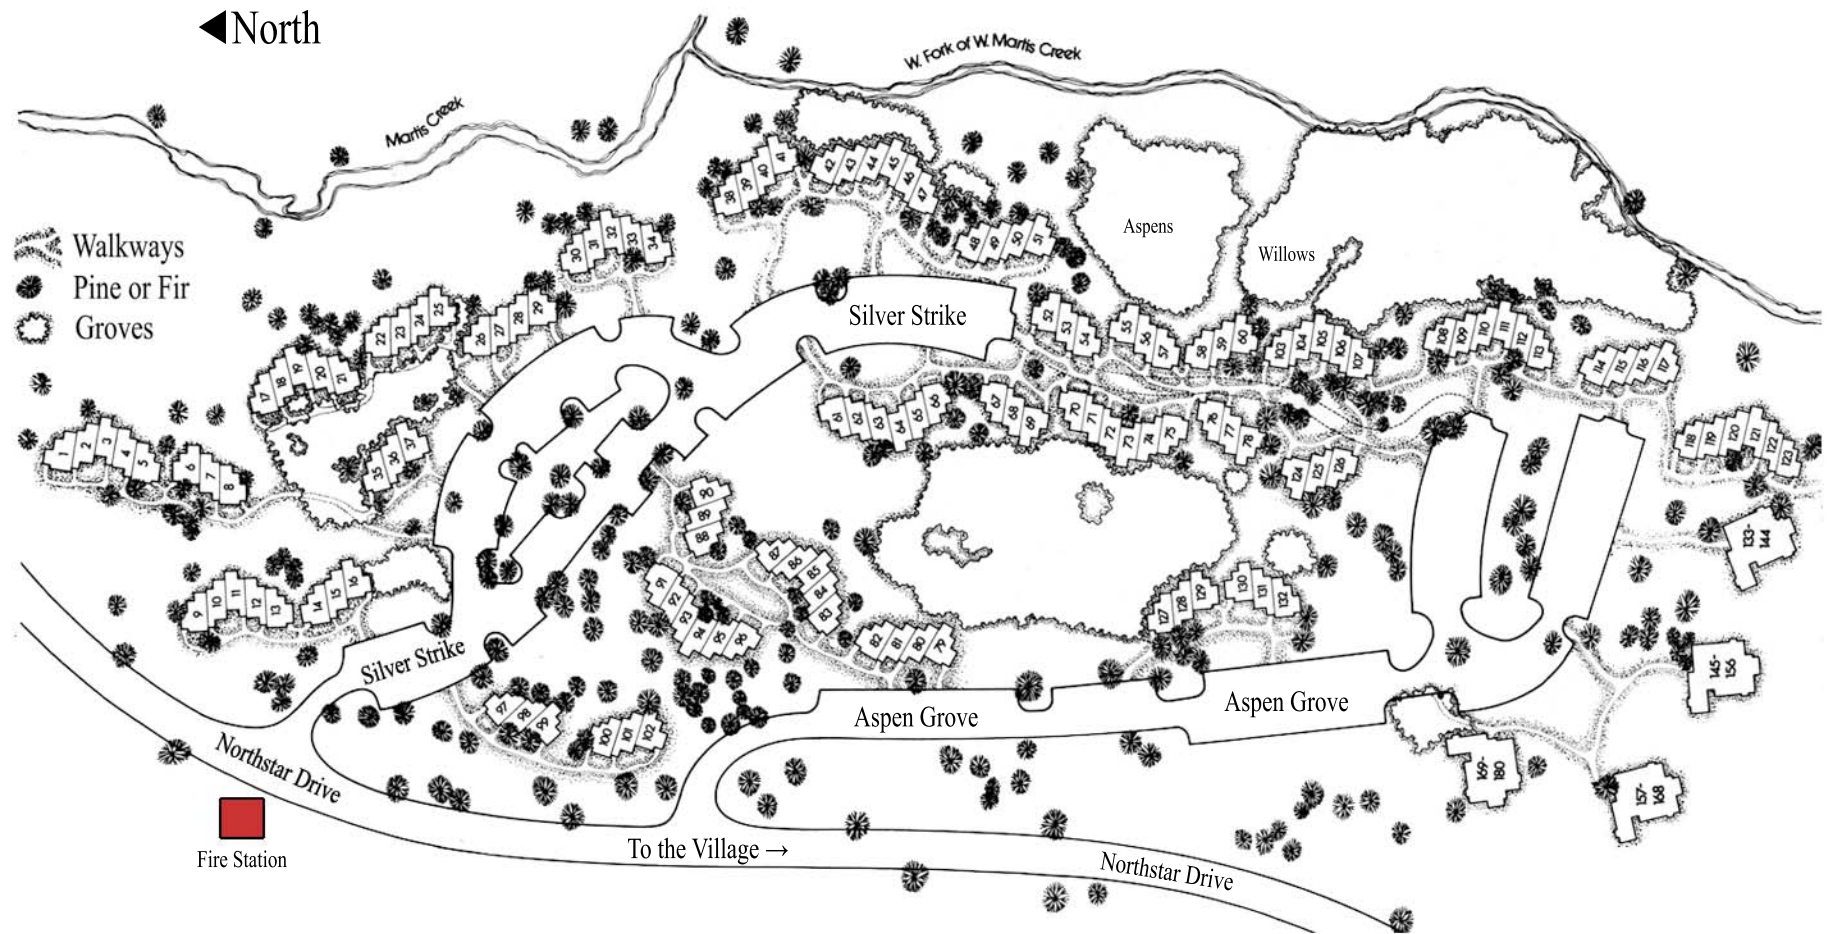 North
W. Fork of W. Martis Creek
Martis Creek
Walkways
Pine or Fir
Groves
Aspens
Willows
Silver Strike
38 39 40 41
42 43 44 45 46 47
48 49 50 51
30 31 32 33 34
22 23 24 25
26 27 28 29
17 18 19 20 21
35 36 37
1 2 3 4 5
6 7 8
9 10 11 12 13
14 15 16
52 53 54
55 56 57
58 59 60
103 104 105 106 107
108 109 110 111 112 113
114 115 116 117
61 62 63 64 65 66
67 68 69
70 71 72 73 74 75
76 77 78
124 125 126
118 119 120 121 122 123
90
89
88
87 86 85 84 83
91 92 93 94 95 96
82 81 80 79
127 128 129
130 131 132
133-
144
145-
156
157-
168
169-
180
Silver Strike
97 98 99
100 101 102
Aspen Grove
Aspen Grove
Northstar Drive
Fire Station
To the Village →
Northstar Drive